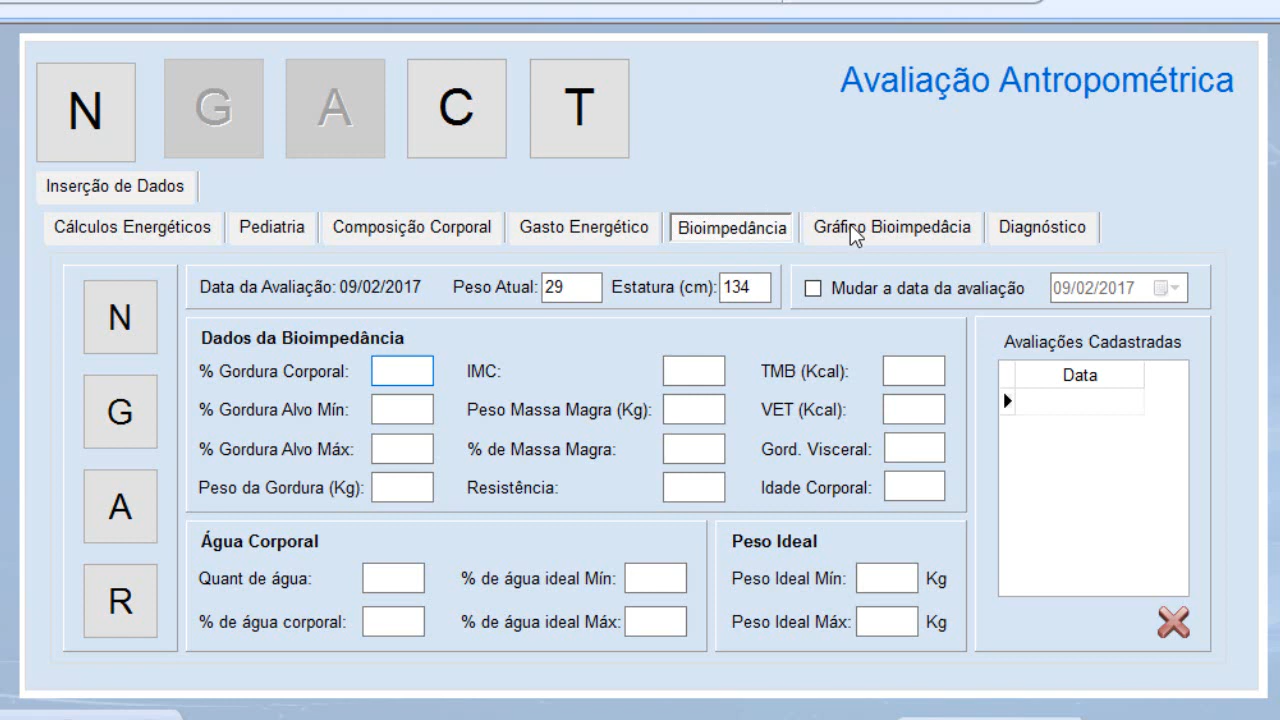 N G A C T
Avaliação Antropométrica
Inserção de Dados
Cálculos Energéticos Pediatria Composição Corporal Gasto Energético Bioimpedância Gráfico Bioimpedâcia Diagnóstico
N
G
A
R
Data da Avaliação: 09/02/2017 Peso Atual: 29 Estatura (cm): 134
Mudar a data da avaliação 09/02/2017
Dados da Bioimpedância
% Gordura Corporal: IMC: TMB (Kcal):
% Gordura Alvo Mín: Peso Massa Magra (Kg): VET (Kcal):
% Gordura Alvo Máx: % de Massa Magra: Gord. Visceral:
Peso da Gordura (Kg): Resistência: Idade Corporal:
Água Corporal
Quant de água: % de água ideal Mín:
% de água corporal: % de água ideal Máx:
Peso Ideal
Peso Ideal Mín: Kg
Peso Ideal Máx: Kg
Avaliações Cadastradas
Data